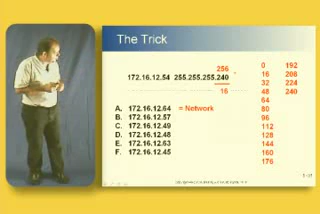 The Trick
256
172.16.12.54 255.255.255.240 -
16
A. 172.16.12.64 = Network
B. 172.16.12.57
C. 172.16.12.49
D. 172.16.12.48
E. 172.16.12.63
F. 172.16.12.45
0 192
16 208
32 224
48 240
64
80
96
112
128
144
160
176